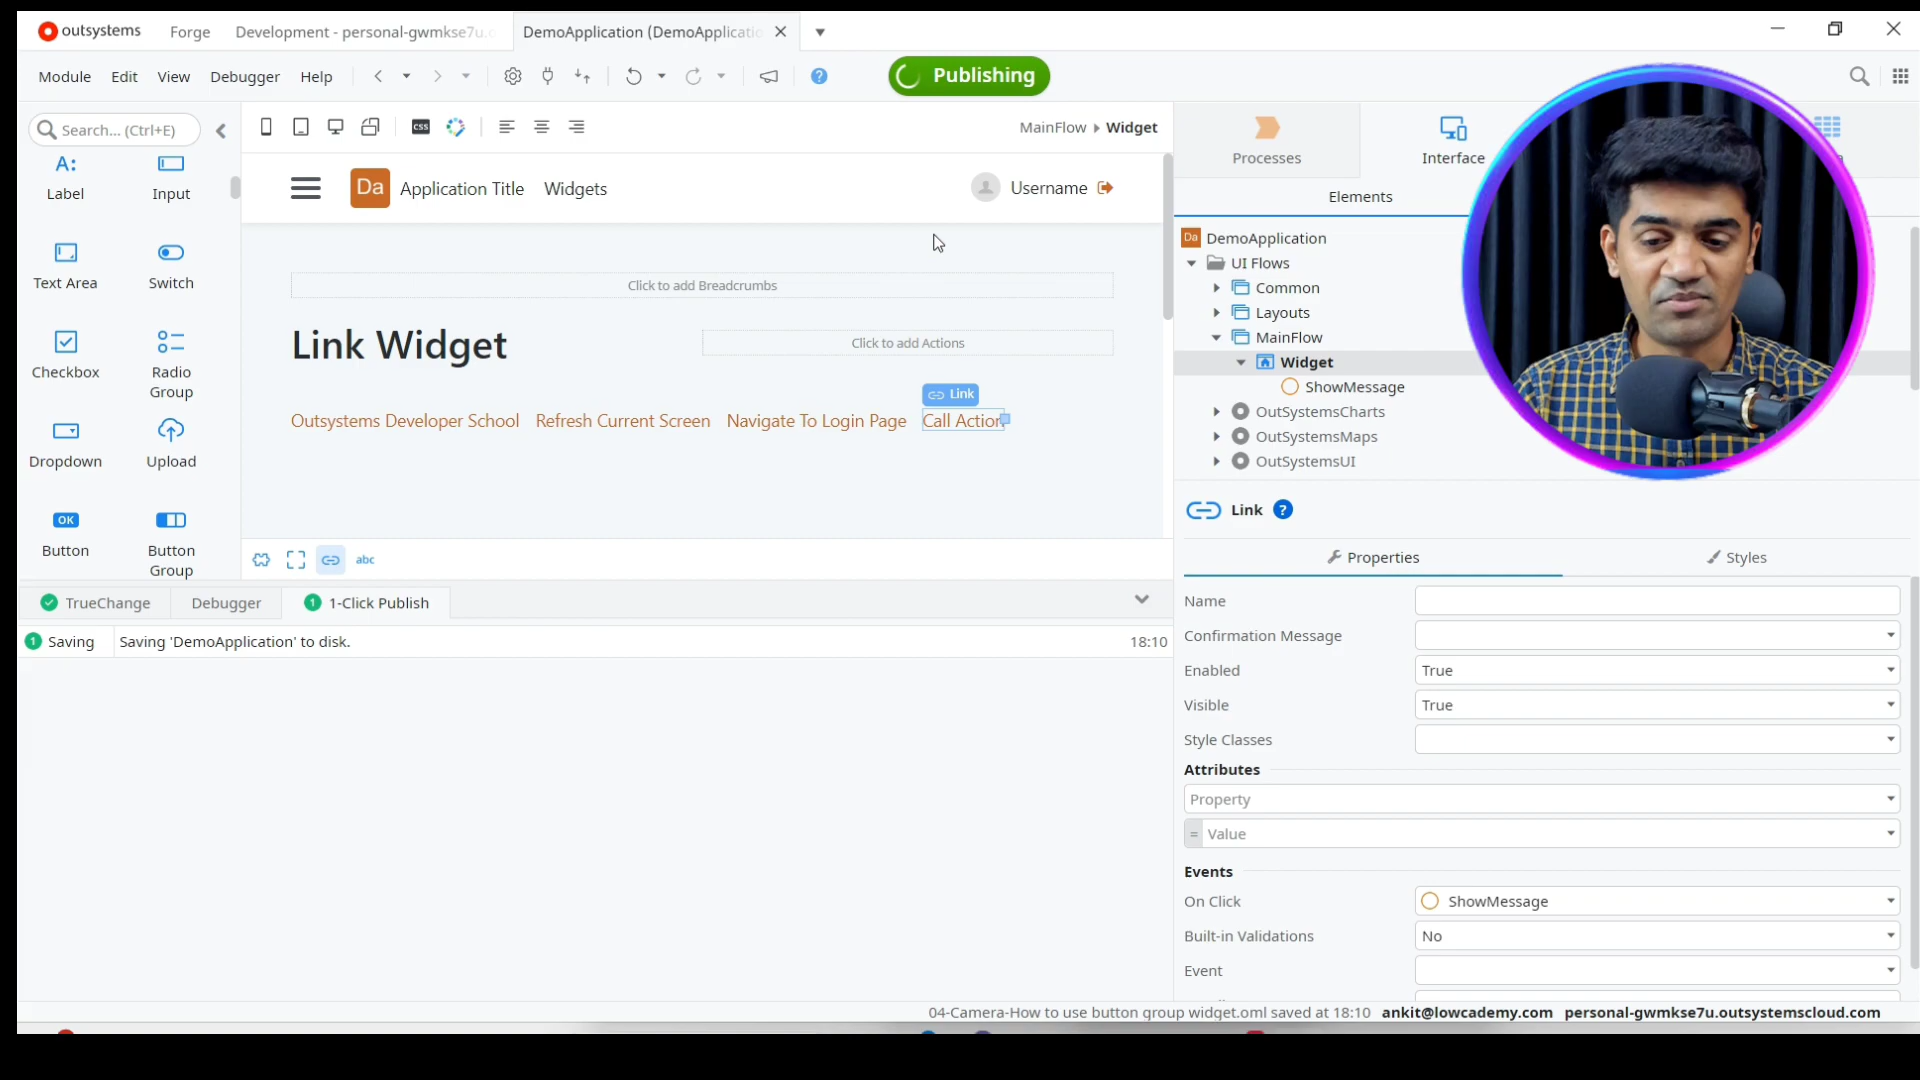 outsystems
Forge
Development - personal-gwmkse7u.o
DemoApplication (DemoApplicatio
Module
Edit
View
Debugger
Help
Publishing
Search... (Ctrl+E)
css
MainFlow
Widget
Processes
Interface
Label
Input
Da
Application Title
Widgets
Username
Elements
Text Area
Switch
Click to add Breadcrumbs
Da
DemoApplication
UI Flows
Common
Layouts
MainFlow
Widget
ShowMessage
OutSystemsCharts
OutSystemsMaps
OutSystemsUI
Link Widget
Click to add Actions
Checkbox
Radio
Group
Link
Outsystems Developer School
Refresh Current Screen
Navigate To Login Page
Call Action
Dropdown
Upload
OK
Button
Button
Group
abc
Link
?
Properties
Styles
TrueChange
Debugger
1
1-Click Publish
1
Saving
Saving 'DemoApplication' to disk.
18:10
Name
Confirmation Message
Enabled
True
Visible
True
Style Classes
Attributes
Property
=
Value
Events
On Click
ShowMessage
Built-in Validations
No
Event
04-Camera-How to use button group widget.oml saved at 18:10
ankit@lowcademy.com
personal-gwmkse7u.outsystemscloud.com